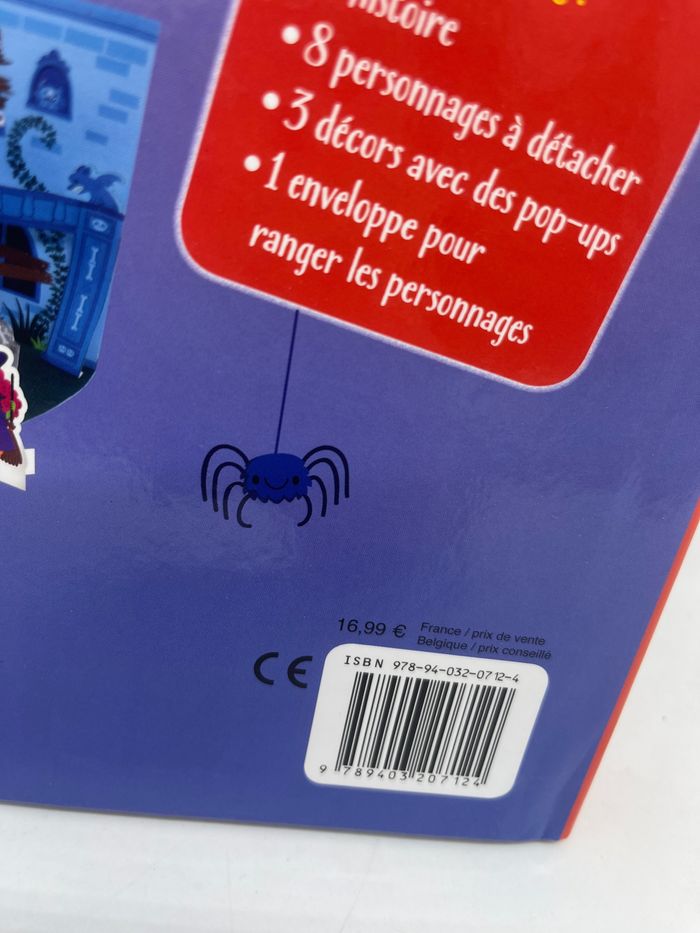 histoire
• 8 personnages à détacher
• 3 décors avec des pop-ups
• 1 enveloppe pour
ranger les personnages
16,99 € France / prix de vente
Belgique / prix conseillé
CE
ISBN 978-94-032-0712-4
9 789403 207124